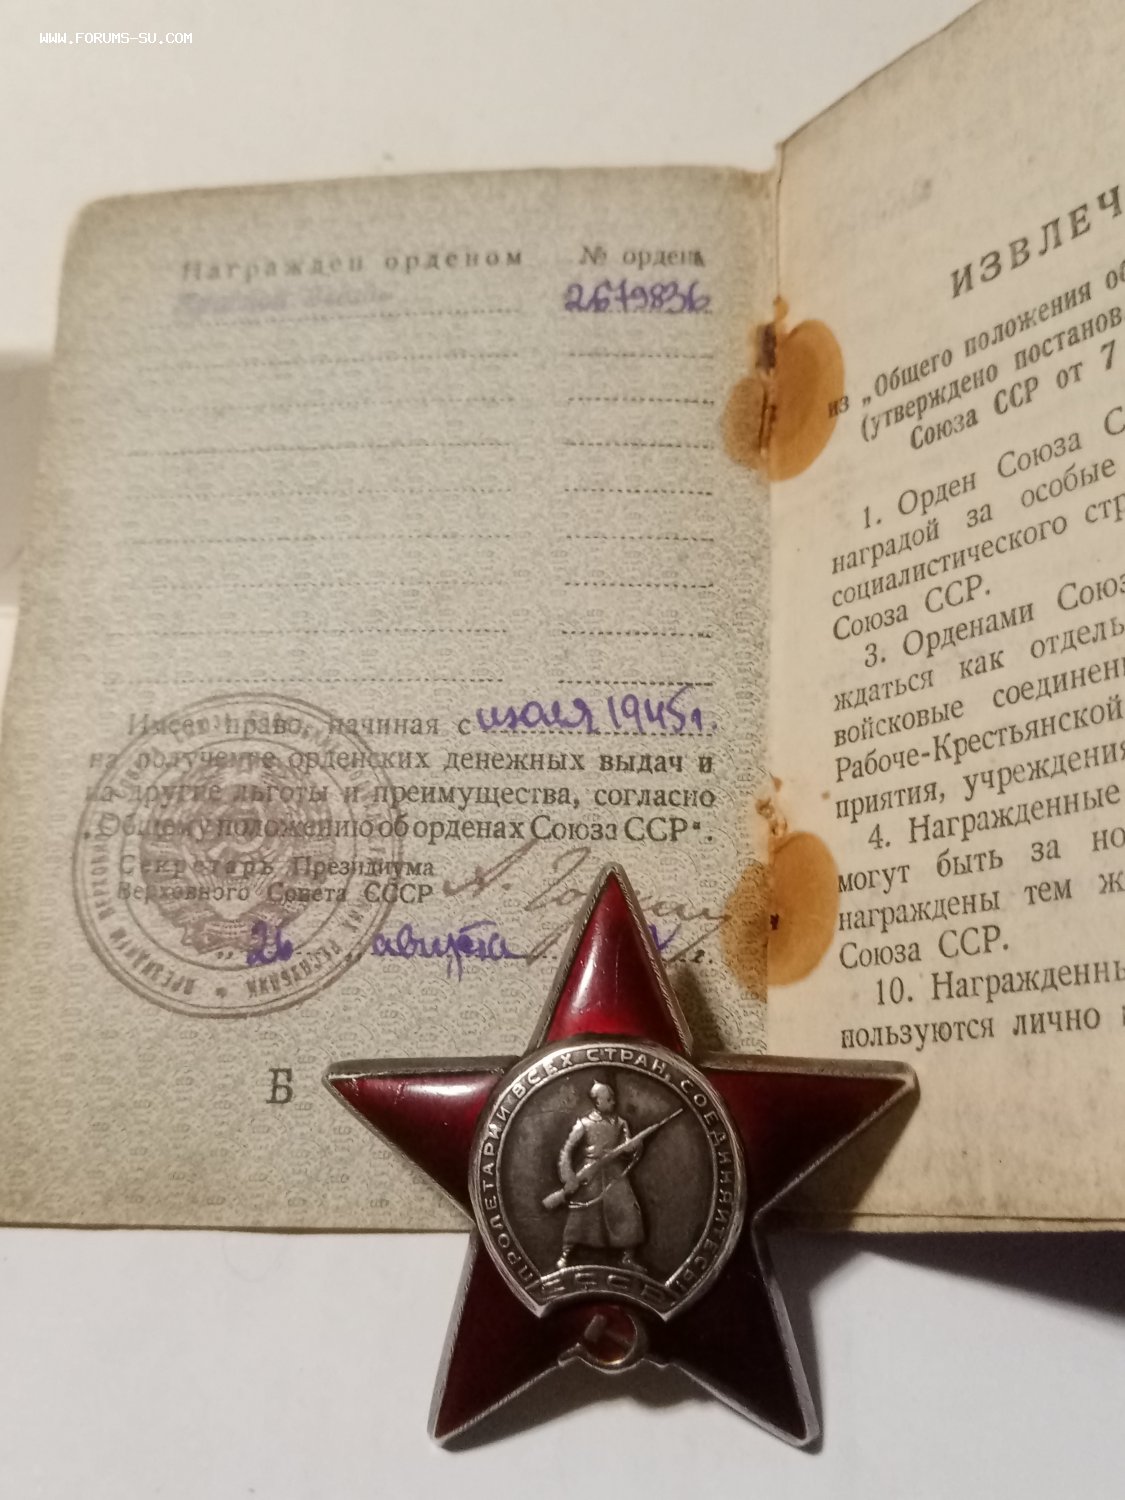 WWW.FORUMS-SU.COM
Награжден орденом № ордена
Красной Звезды 2679836
Имеет право, начиная с июля 1945г.
на получение орденских денежных выдач и
на другие льготы и преимущества, согласно
„Общему положению об орденах Союза ССР“.
Секретарь Президиума
Верховного Совета СССР
„26 „ августа г.
Б
ИЗВЛЕЧ
из „Общего положения об
(утверждено постанов
Союза ССР от 7
1. Орден Союза С
наградой за особые
социалистического стр
Союза ССР.
3. Орденами Союз
ждаться как отдель
войсковые соединен
Рабоче-Крестьянской
приятия, учреждения
4. Награжденные
могут быть за но
награждены тем ж
Союза ССР.
10. Награжденны
пользуются лично
ПРОЛЕТАРИИ ВСЕХ СТРАН, СОЕДИНЯЙТЕСЬ!
СССР